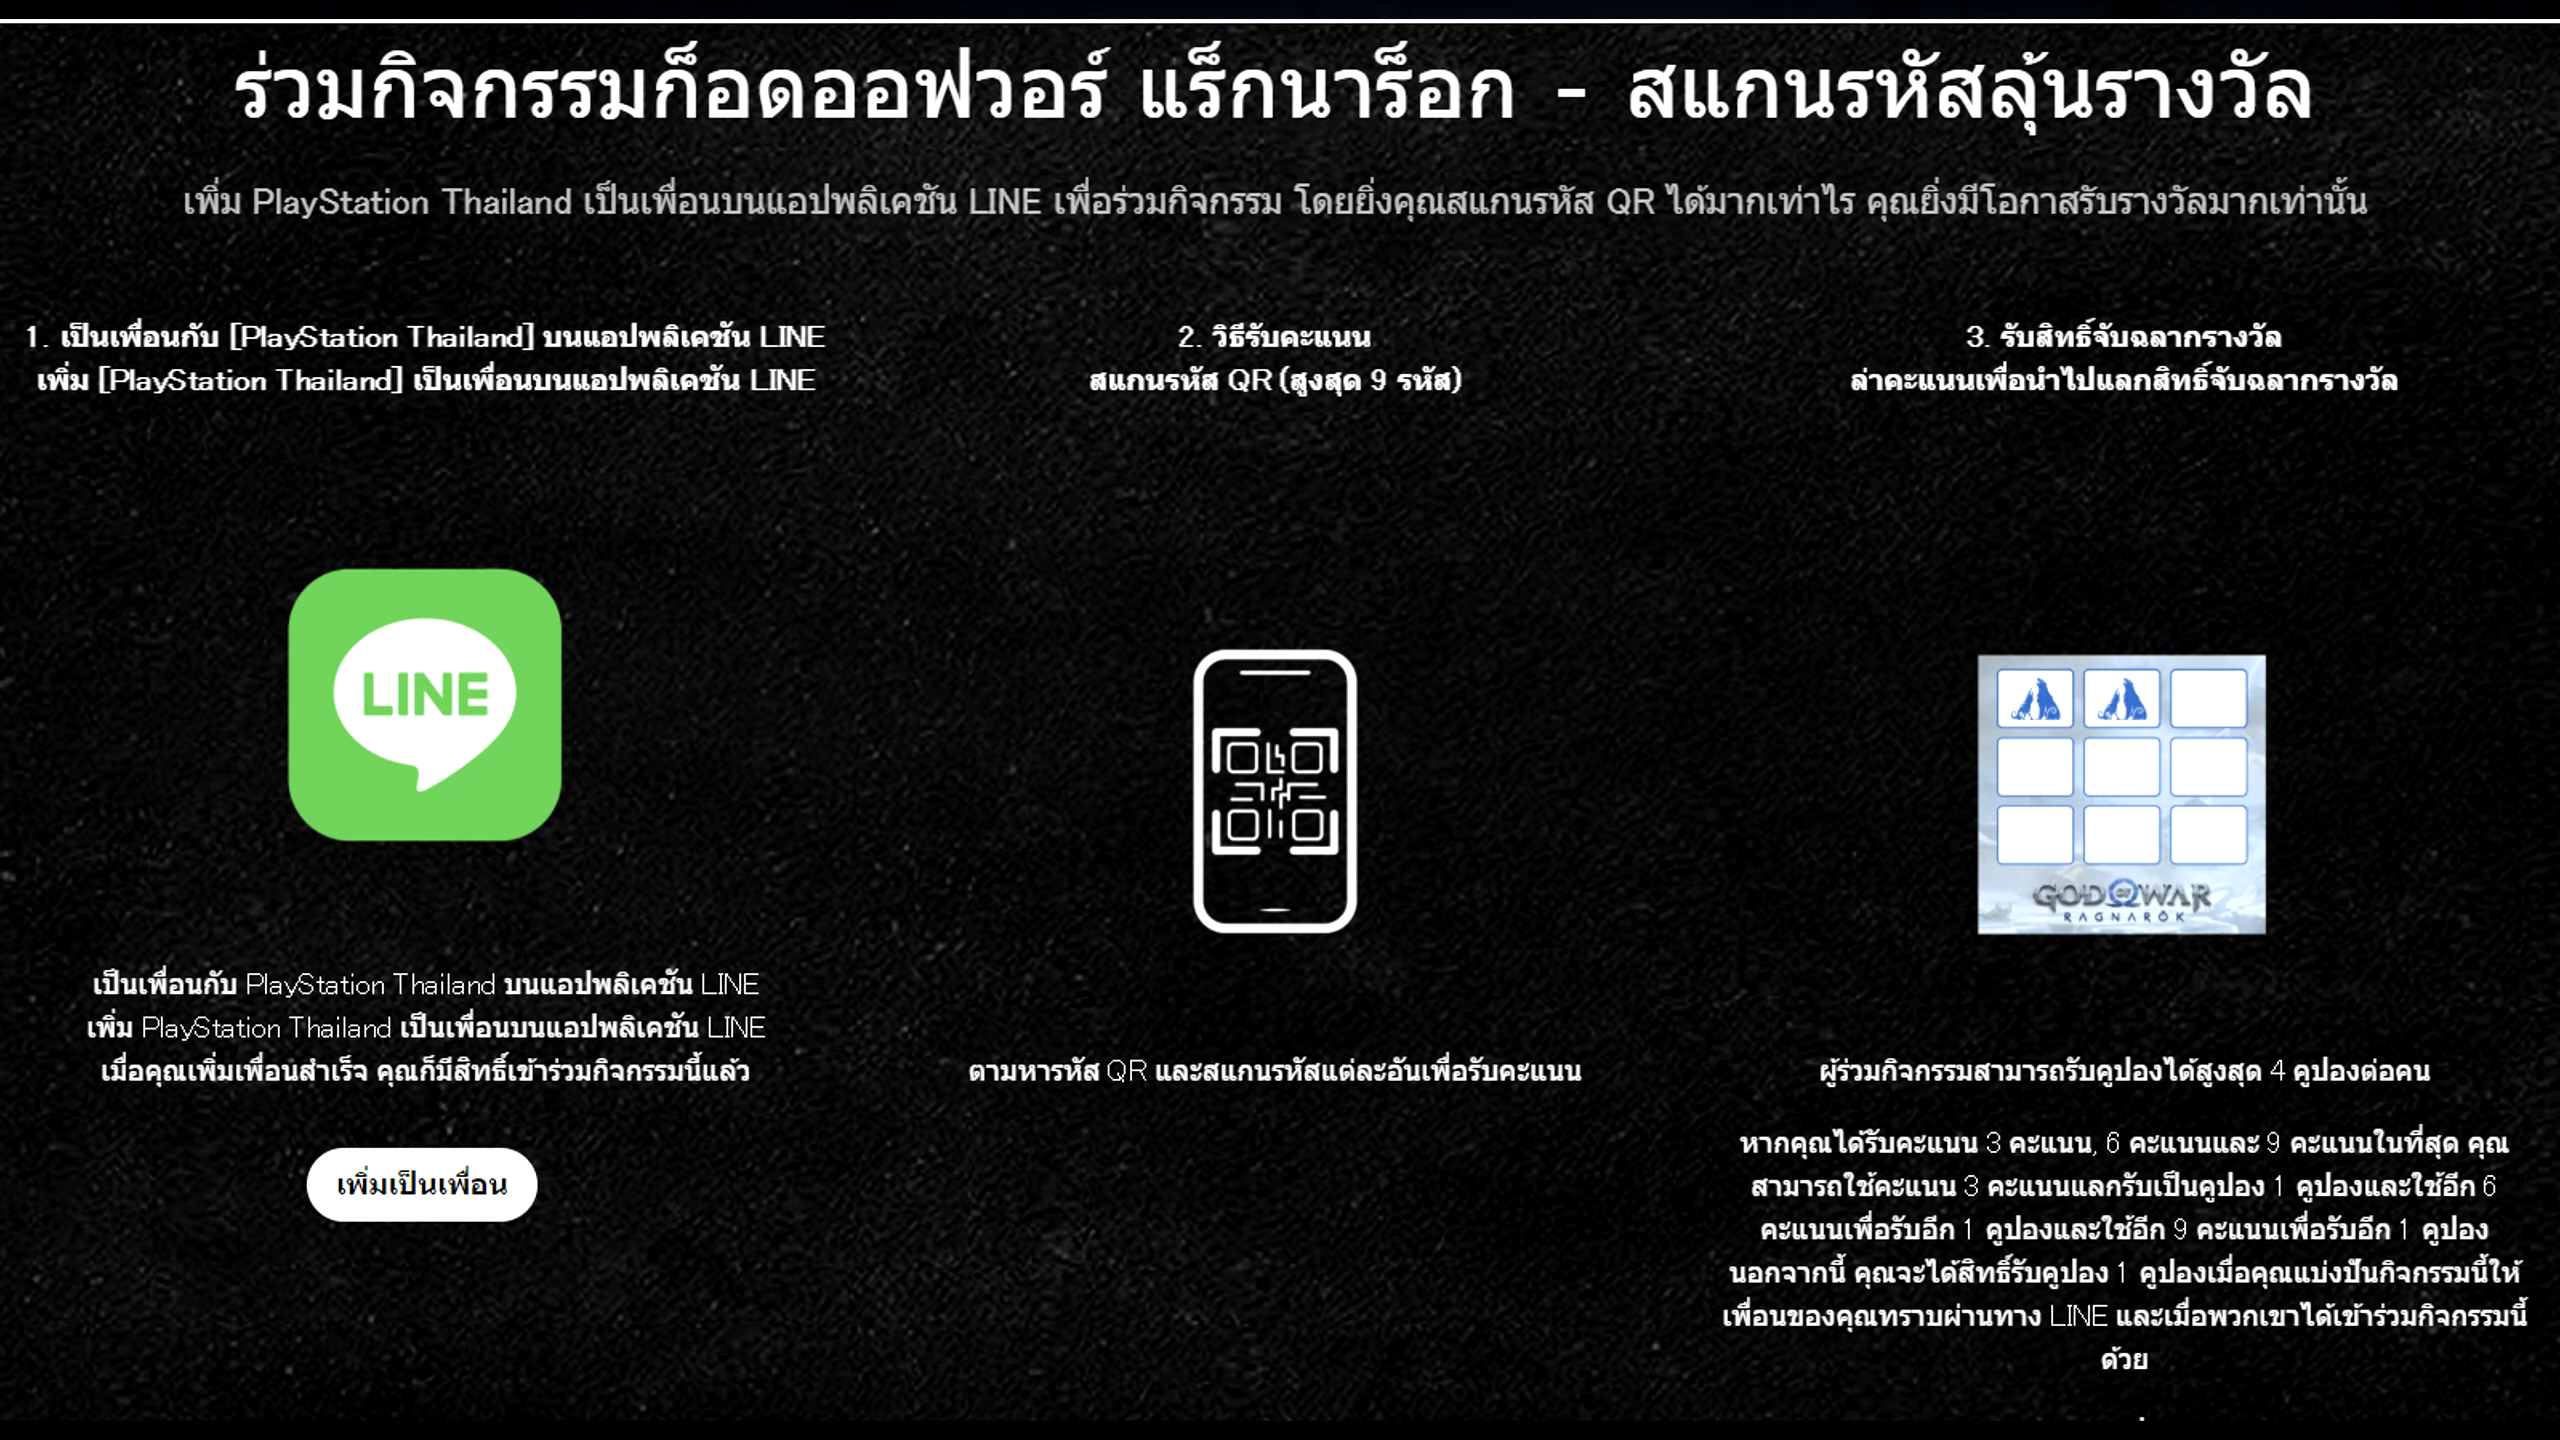 ร่วมกิจกรรมก็อดออฟวอร์ แร็กนาร็อก - สแกนรหัสลุ้นรางวัล
เพิ่ม PlayStation Thailand เป็นเพื่อนบนแอปพลิเคชัน LINE เพื่อร่วมกิจกรรม โดยยิ่งคุณสแกนรหัส QR ได้มากเท่าไร คุณยิ่งมีโอกาสรับรางวัลมากเท่านั้น
1. เป็นเพื่อนกับ [PlayStation Thailand] บนแอปพลิเคชัน LINE
เพิ่ม [PlayStation Thailand] เป็นเพื่อนบนแอปพลิเคชัน LINE
LINE
เป็นเพื่อนกับ PlayStation Thailand บนแอปพลิเคชัน LINE
เพิ่ม PlayStation Thailand เป็นเพื่อนบนแอปพลิเคชัน LINE
เมื่อคุณเพิ่มเพื่อนสำเร็จ คุณก็มีสิทธิ์เข้าร่วมกิจกรรมนี้แล้ว
เพิ่มเป็นเพื่อน
2. วิธีรับคะแนน
สแกนรหัส QR (สูงสุด 9 รหัส)
ตามหารหัส QR และสแกนรหัสแต่ละอันเพื่อรับคะแนน
3. รับสิทธิ์จับฉลากรางวัล
ล่าคะแนนเพื่อนำไปแลกสิทธิ์จับฉลากรางวัล
GOD OF WAR
RAGNARÖK
ผู้ร่วมกิจกรรมสามารถรับคูปองได้สูงสุด 4 คูปองต่อคน
หากคุณได้รับคะแนน 3 คะแนน, 6 คะแนนและ 9 คะแนนในที่สุด คุณ
สามารถใช้คะแนน 3 คะแนนแลกรับเป็นคูปอง 1 คูปองและใช้อีก 6
คะแนนเพื่อรับอีก 1 คูปองและใช้อีก 9 คะแนนเพื่อรับอีก 1 คูปอง
นอกจากนี้ คุณจะได้สิทธิ์รับคูปอง 1 คูปองเมื่อคุณแบ่งปันกิจกรรมนี้ให้
เพื่อนของคุณทราบผ่านทาง LINE และเมื่อพวกเขาได้เข้าร่วมกิจกรรมนี้
ด้วย